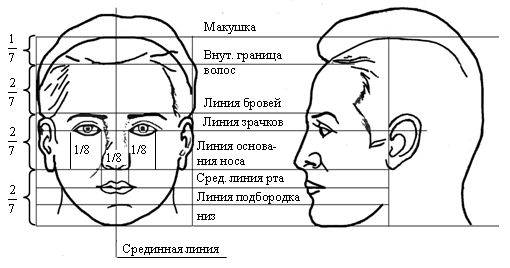 Макушка
1/7
Внут. граница
волос
2/7
Линия бровей
Линия зрачков
2/7
1/8
1/8
1/8
Линия основа-
ния носа
Сред. линия рта
2/7
Линия подбородка
низ
Срединная линия